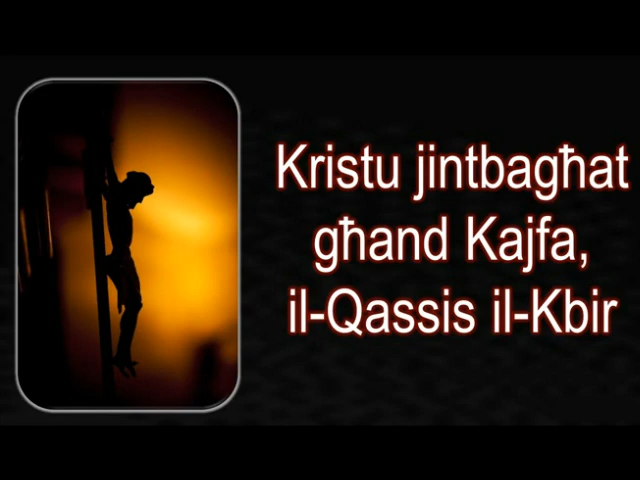 Kristu jintbagħat
għand Kajfa,
il-Qassis il-Kbir